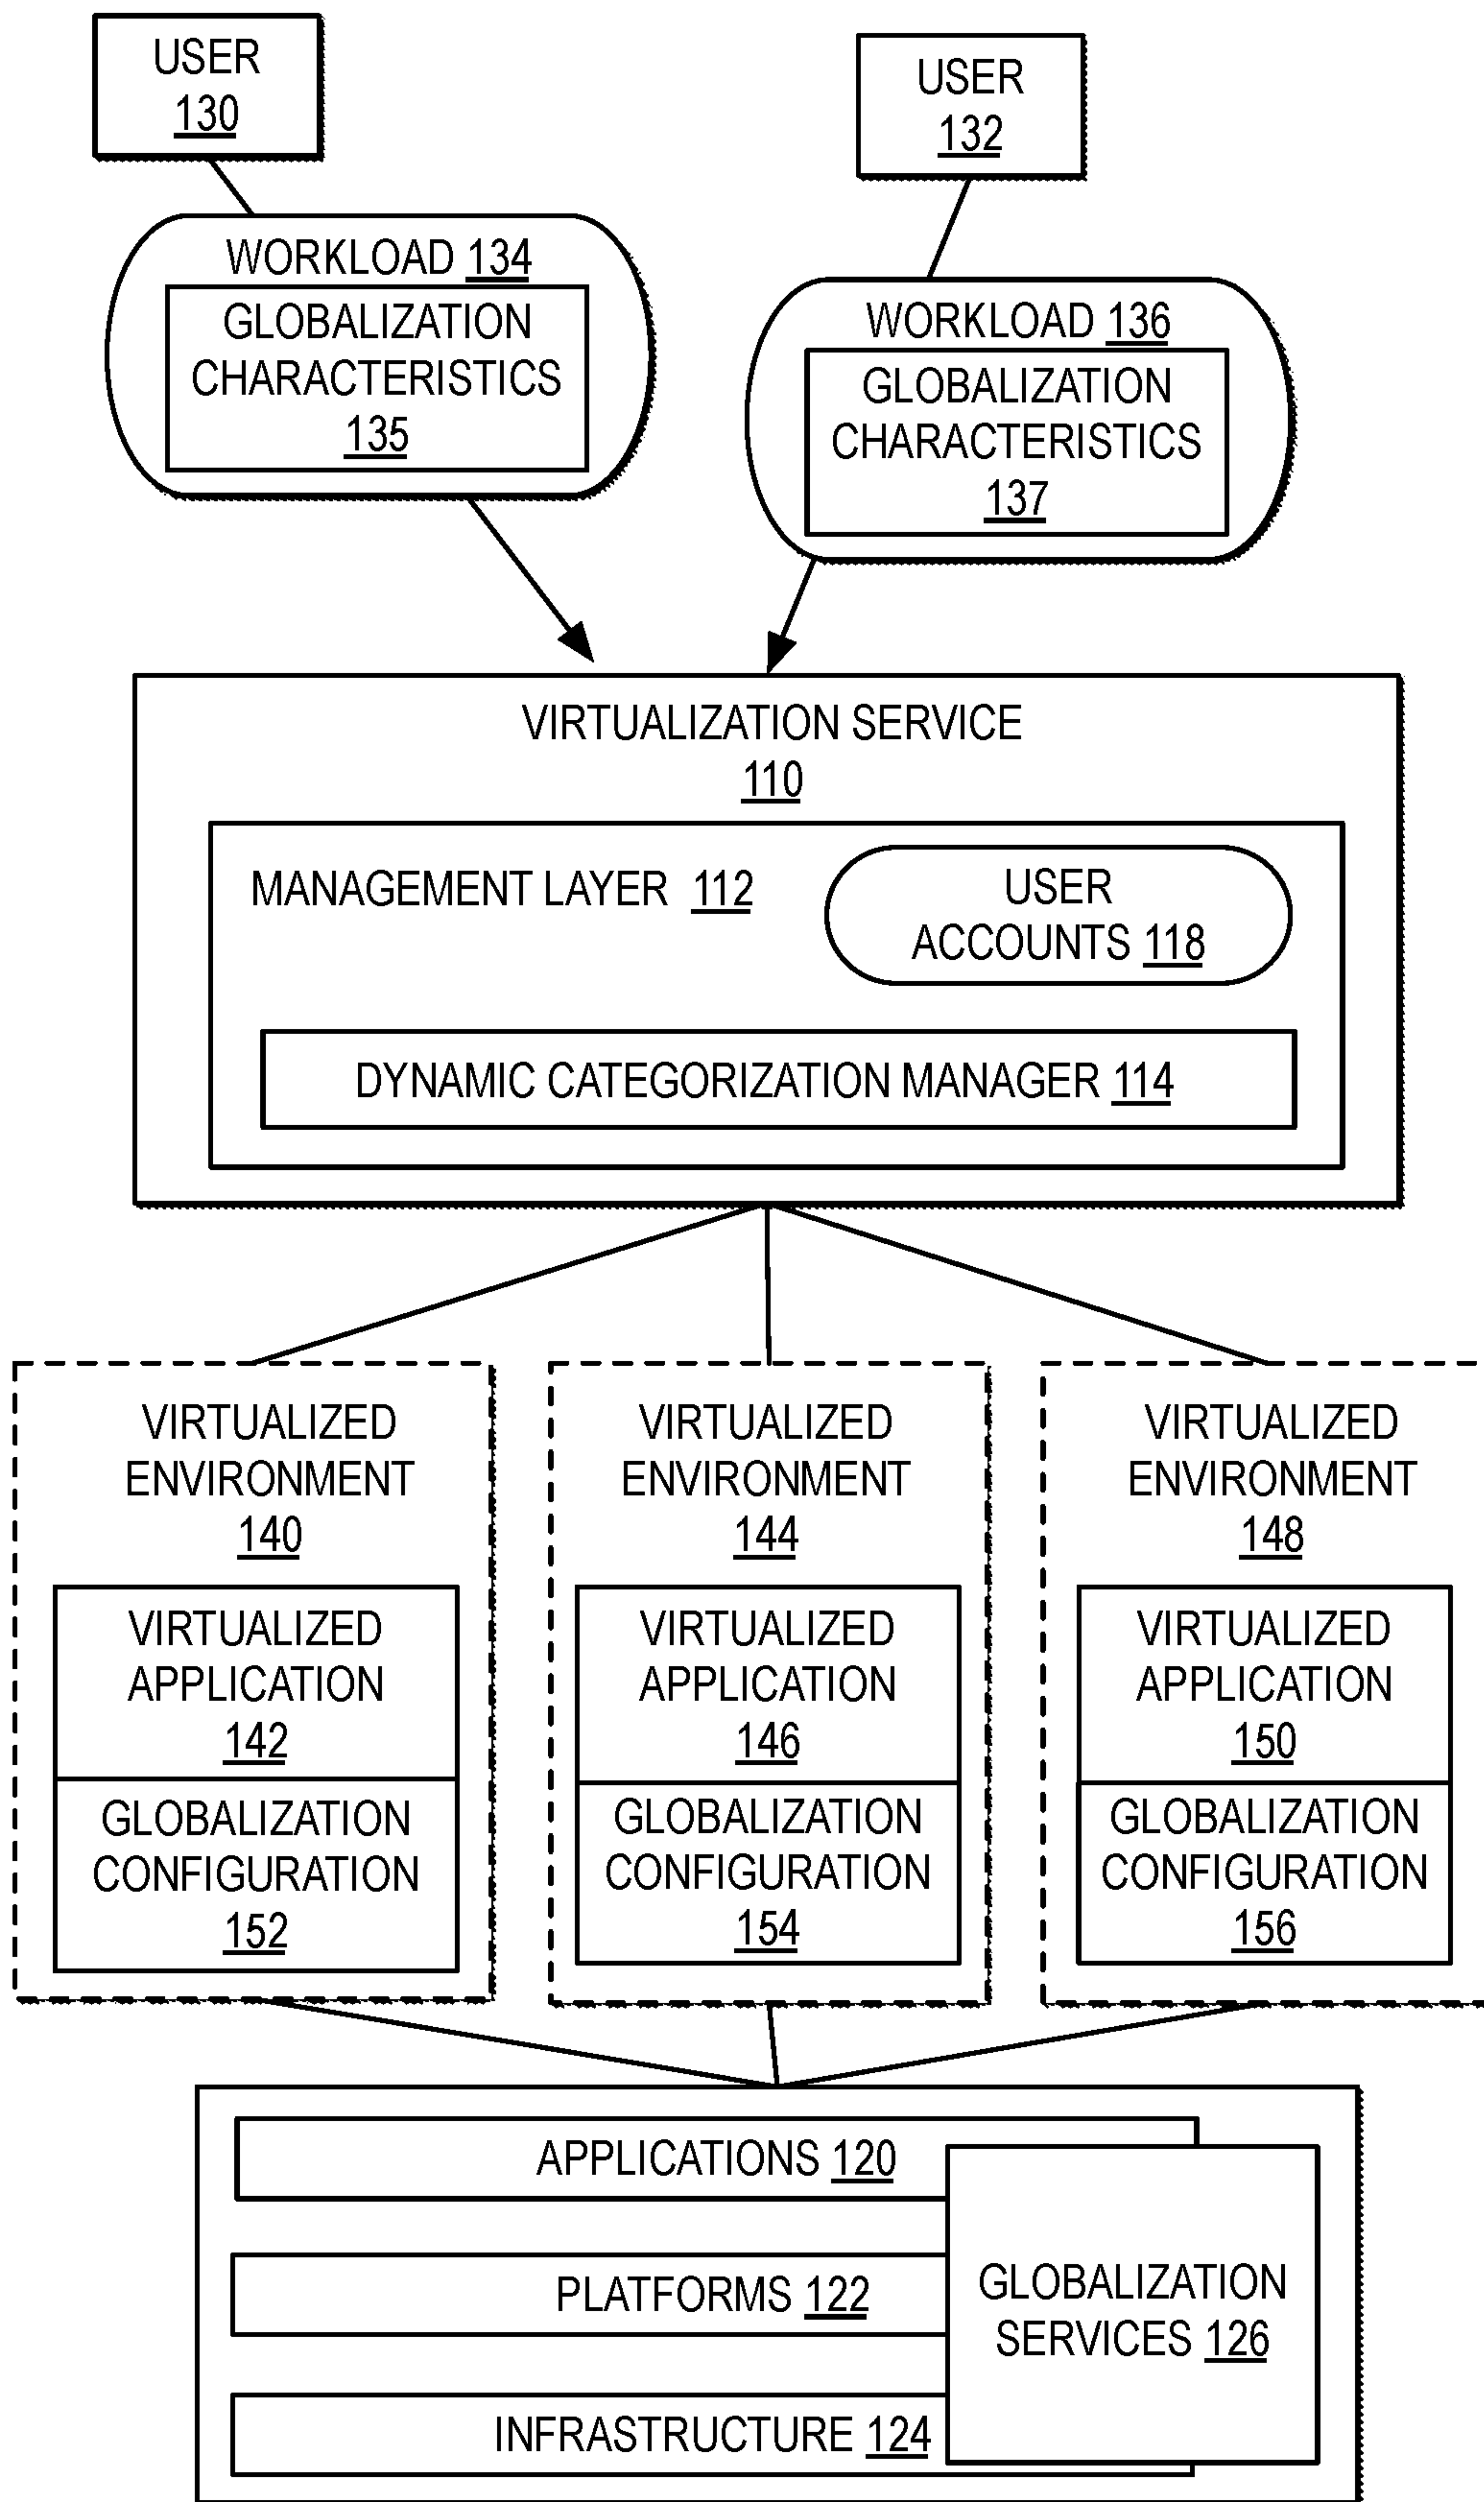 USER
130
USER
132
WORKLOAD 134
GLOBALIZATION
CHARACTERISTICS
135
WORKLOAD 136
GLOBALIZATION
CHARACTERISTICS
137
VIRTUALIZATION SERVICE
110
MANAGEMENT LAYER 112
USER
ACCOUNTS 118
DYNAMIC CATEGORIZATION MANAGER 114
VIRTUALIZED
ENVIRONMENT
140
VIRTUALIZED
APPLICATION
142
GLOBALIZATION
CONFIGURATION
152
VIRTUALIZED
ENVIRONMENT
144
VIRTUALIZED
APPLICATION
146
GLOBALIZATION
CONFIGURATION
154
VIRTUALIZED
ENVIRONMENT
148
VIRTUALIZED
APPLICATION
150
GLOBALIZATION
CONFIGURATION
156
APPLICATIONS 120
PLATFORMS 122
INFRASTRUCTURE 124
GLOBALIZATION
SERVICES 126